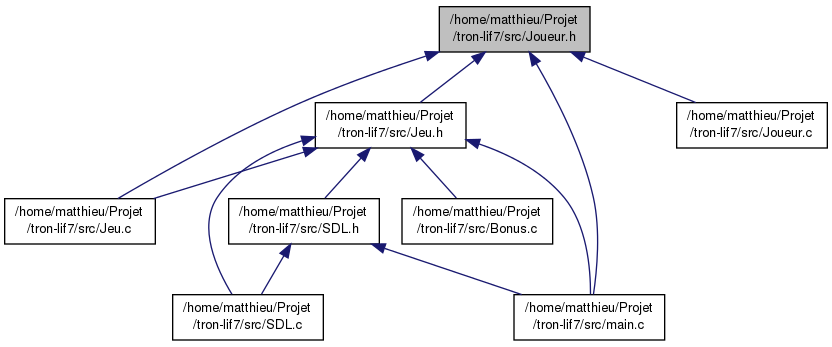 /home/matthieu/Projet
/tron-lif7/src/Joueur.h
/home/matthieu/Projet
/tron-lif7/src/Jeu.h
/home/matthieu/Projet
/tron-lif7/src/Joueur.c
/home/matthieu/Projet
/tron-lif7/src/Jeu.c
/home/matthieu/Projet
/tron-lif7/src/SDL.h
/home/matthieu/Projet
/tron-lif7/src/Bonus.c
/home/matthieu/Projet
/tron-lif7/src/SDL.c
/home/matthieu/Projet
/tron-lif7/src/main.c